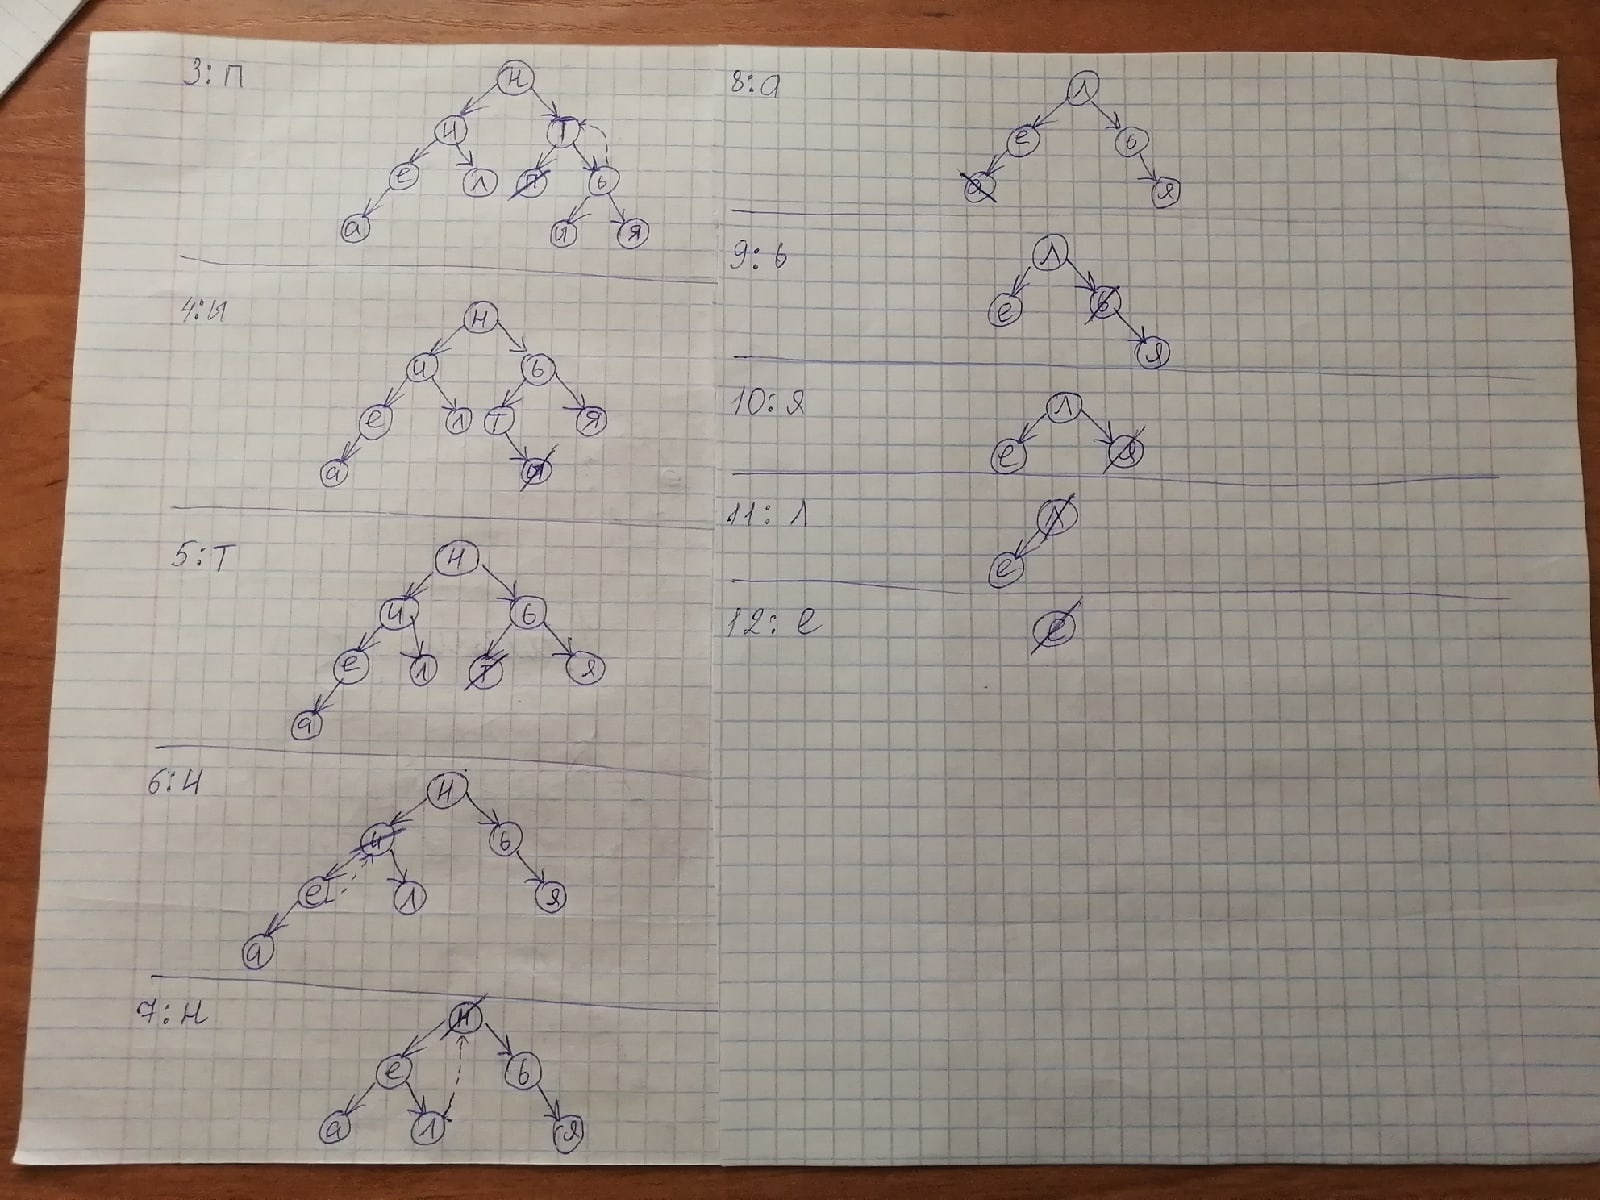 3: П Н
И Т
е Л П ь
а ы Я
4: ы Н
И ь
е Л Т Я
а ы
5: Т Н
И ь
е Л Т Я
а
6: И Н
И ь
е Л Я
а
7: Н Н
е ь
а Л Я
8: а Л
е ь
а Я
9: ь Л
е ь
Я
10: Я Л
е Я
11: Л Л
е
12: е е